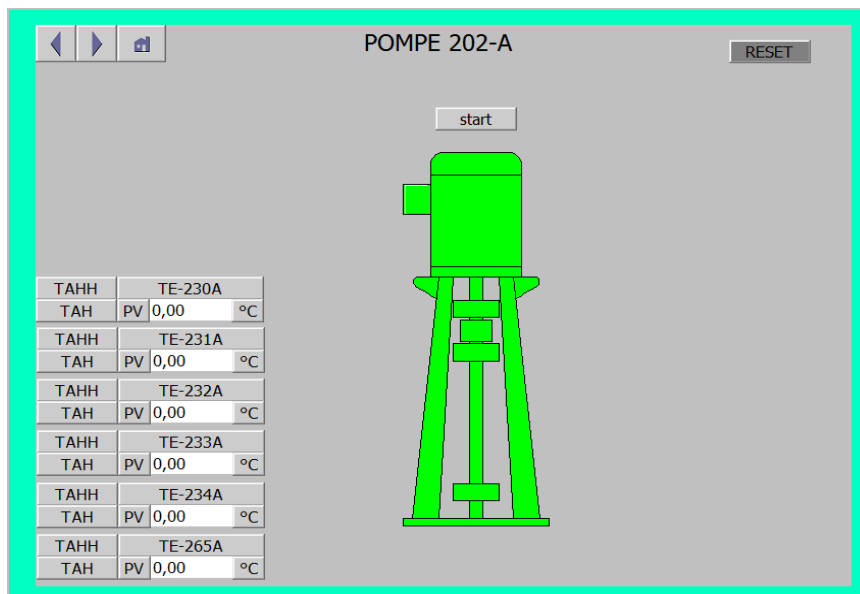 POMPE 202-A
RESET
start
TAHH TE-230A
TAH PV 0,00 °C
TAHH TE-231A
TAH PV 0,00 °C
TAHH TE-232A
TAH PV 0,00 °C
TAHH TE-233A
TAH PV 0,00 °C
TAHH TE-234A
TAH PV 0,00 °C
TAHH TE-265A
TAH PV 0,00 °C